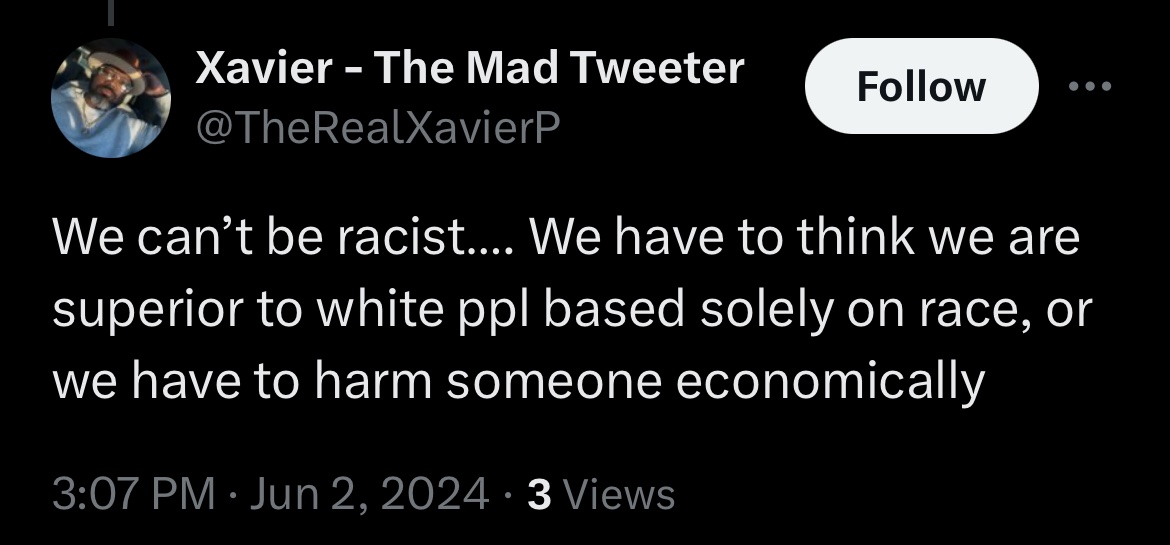 Xavier - The Mad Tweeter
Follow
@TheRealXavierP
We can’t be racist.... We have to think we are
superior to white ppl based solely on race, or
we have to harm someone economically
3:07 PM · Jun 2, 2024 · 3 Views